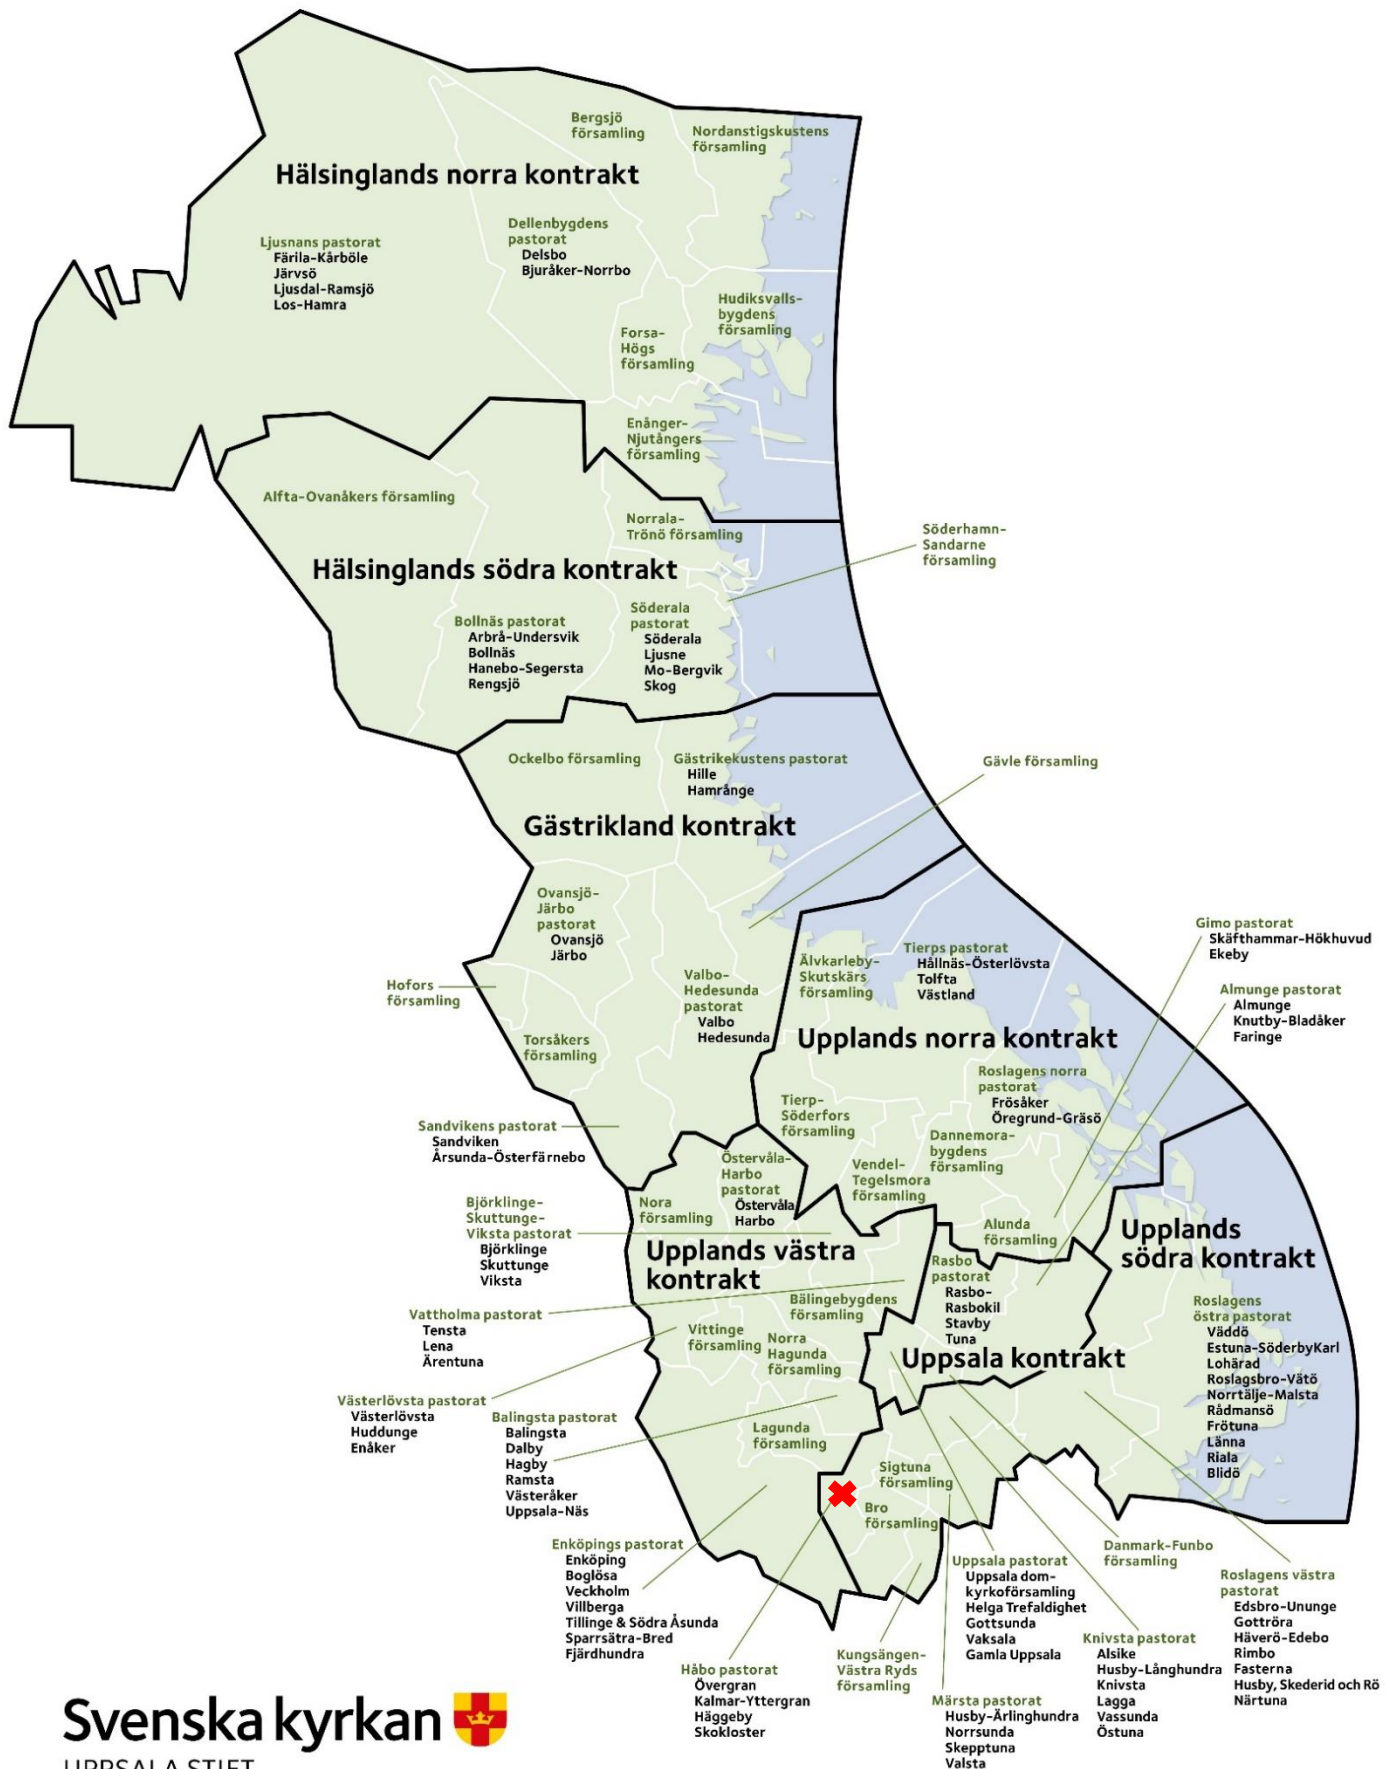 Bergsjö
församling
Nordanstigskustens
församling
Hälsinglands norra kontrakt
Dellenbygdens
pastorat
Delsbo
Bjuråker-Norrbo
Ljusnans pastorat
Färila-Kårböle
Järvsö
Ljusdal-Ramsjö
Los-Hamra
Hudiksvalls-
bygdens
församling
Forsa-
Högs
församling
Enånger-
Njutångers
församling
Alfta-Ovanåkers församling
Norrala-
Trönö församling
Söderhamn-
Sandarne
församling
Hälsinglands södra kontrakt
Bollnäs pastorat
Arbrå-Undersvik
Bollnäs
Hanebo-Segersta
Rengsjö
Söderala
pastorat
Söderala
Ljusne
Mo-Bergvik
Skog
Ockelbo församling
Gästrikekustens pastorat
Hille
Hamrånge
Gävle församling
Gästrikland kontrakt
Ovansjö-
Järbo
pastorat
Ovansjö
Järbo
Hofors
församling
Valbo-
Hedesunda
pastorat
Valbo
Hedesunda
Torsåkers
församling
Älvkarleby-
Skutskärs
församling
Tierps pastorat
Hållnäs-Österlövsta
Tolfta
Västland
Gimo pastorat
Skäfthammar-Hökhuvud
Ekeby
Almunge pastorat
Almunge
Knutby-Bladåker
Faringe
Upplands norra kontrakt
Roslagens norra
pastorat
Frösåker
Öregrund-Gräsö
Tierp-
Söderfors
församling
Dannemora-
bygdens
församling
Vendel-
Tegelsmora
församling
Alunda
församling
Sandvikens pastorat
Sandviken
Årsunda-Österfärnebo
Östervåla-
Harbo
pastorat
Östervåla
Harbo
Nora
församling
Björklinge-
Skuttunge-
Viksta pastorat
Björklinge
Skuttunge
Viksta
Upplands västra
kontrakt
Upplands
södra kontrakt
Rasbo
pastorat
Rasbo-
Rasbokil
Stavby
Tuna
Bälingebygdens
församling
Vattholma pastorat
Tensta
Lena
Ärentuna
Vittinge
församling
Norra
Hagunda
församling
Uppsala kontrakt
Roslagens
östra pastorat
Väddö
Estuna-SöderbyKarl
Lohärad
Roslagsbro-Vätö
Norrtälje-Malsta
Rådmansö
Frötuna
Länna
Riala
Blidö
Västerlövsta pastorat
Västerlövsta
Huddunge
Enåker
Balingsta pastorat
Balingsta
Dalby
Hagby
Ramsta
Västeråker
Uppsala-Näs
Lagunda
församling
Sigtuna
församling
Bro
församling
Enköpings pastorat
Enköping
Boglösa
Veckholm
Villberga
Tillinge & Södra Åsunda
Sparrsätra-Bred
Fjärdhundra
Uppsala pastorat
Uppsala dom-
kyrkoförsamling
Helga Trefaldighet
Gottsunda
Vaksala
Gamla Uppsala
Danmark-Funbo
församling
Roslagens västra
pastorat
Edsbro-Ununge
Gottröra
Häverö-Edebo
Rimbo
Fasterna
Husby, Skederid och Rö
Närtuna
Knivsta pastorat
Alsike
Husby-Långhundra
Knivsta
Lagga
Vassunda
Östuna
Kungsängen-
Västra Ryds
församling
Håbo pastorat
Övergran
Kalmar-Yttergran
Häggeby
Skokloster
Märsta pastorat
Husby-Ärlinghundra
Norrsunda
Skepptuna
Valsta
Svenska kyrkan
UPPSALA STIFT